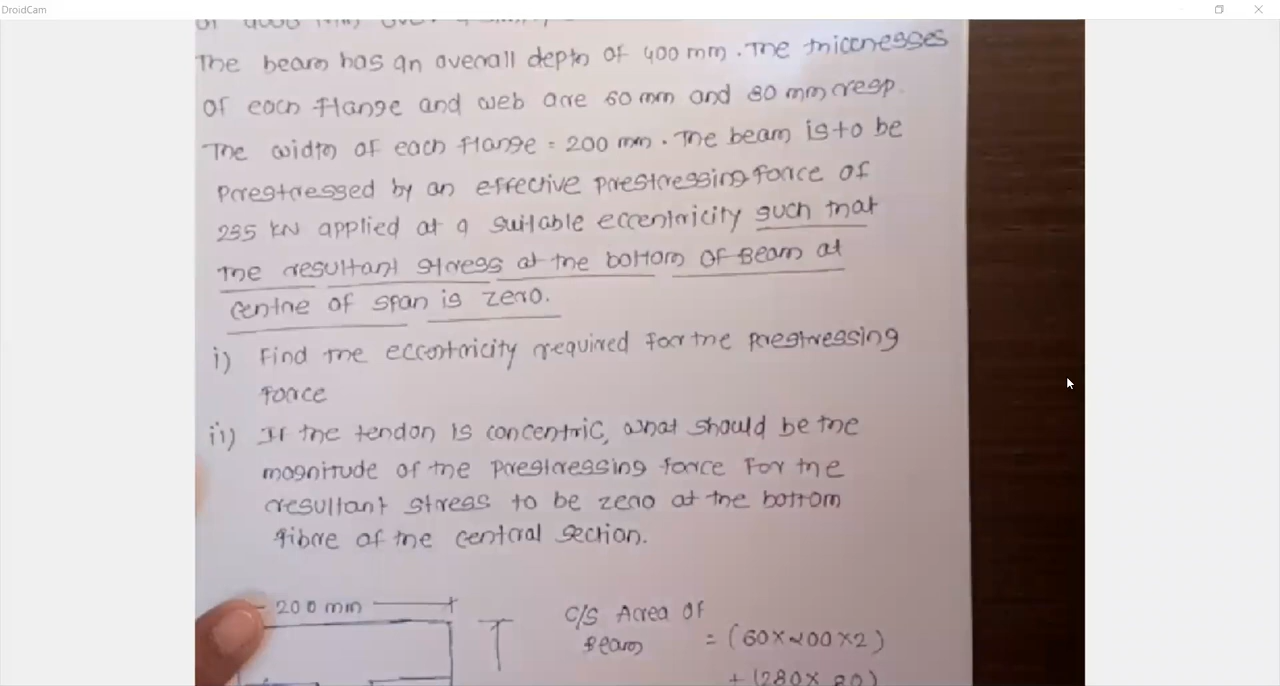 DroidCam
The beam has an overall depth of 400 mm. The thicknesses
of each flange and web are 60 mm and 80 mm resp.
The width of each flange = 200 mm. The beam is to be
prestressed by an effective prestressing force of
235 kN applied at a suitable eccentricity such that
the resultant stress at the bottom of Beam at
centre of span is zero.
i) Find the eccentricity required for the prestressing
force
ii) If the tendon is concentric, what should be the
magnitude of the prestressing force for the
resultant stress to be zero at the bottom
fibre of the central section.
200 mm
C/S Area of
Beam = (60×200×2)
+ (280× 80)